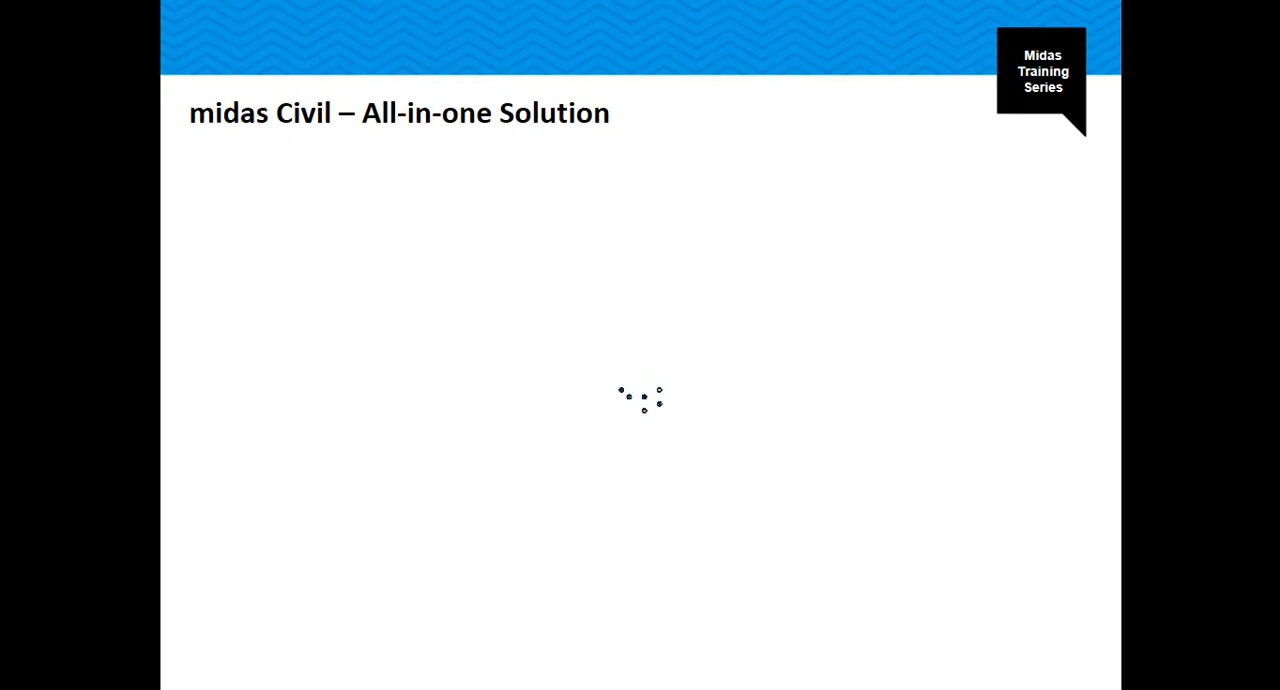 Midas
Training
Series
midas Civil – All-in-one Solution